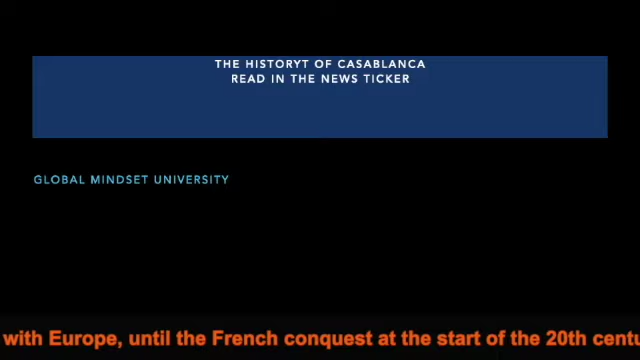 THE HISTORYT OF CASABLANCA
READ IN THE NEWS TICKER
GLOBAL MINDSET UNIVERSITY
with Europe, until the French conquest at the start of the 20th